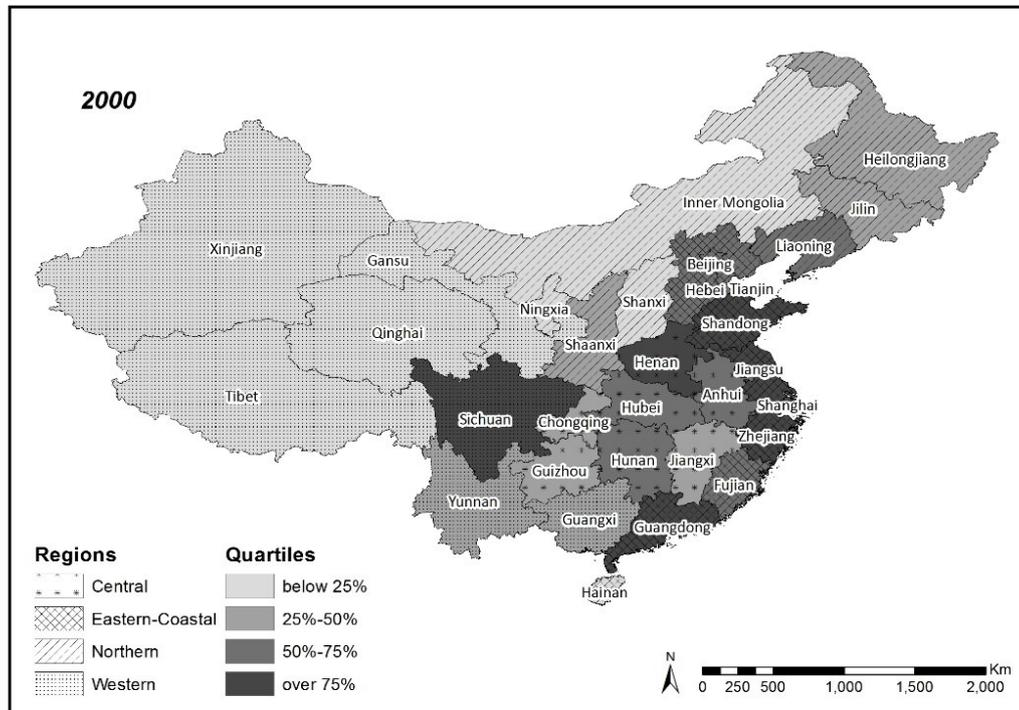 2000
Heilongjiang
Inner Mongolia
Jilin
Xinjiang
Liaoning
Gansu
Beijing
Hebei
Tianjin
Ningxia
Shanxi
Shandong
Qinghai
Shaanxi
Henan
Jiangsu
Tibet
Anhui
Sichuan
Hubei
Shanghai
Chongqing
Zhejiang
Guizhou
Hunan
Jiangxi
Fujian
Yunnan
Guangxi
Guangdong
Hainan
Regions
Central
Eastern-Coastal
Northern
Western
Quartiles
below 25%
25%-50%
50%-75%
over 75%
N
Km
0 250 500 1,000 1,500 2,000